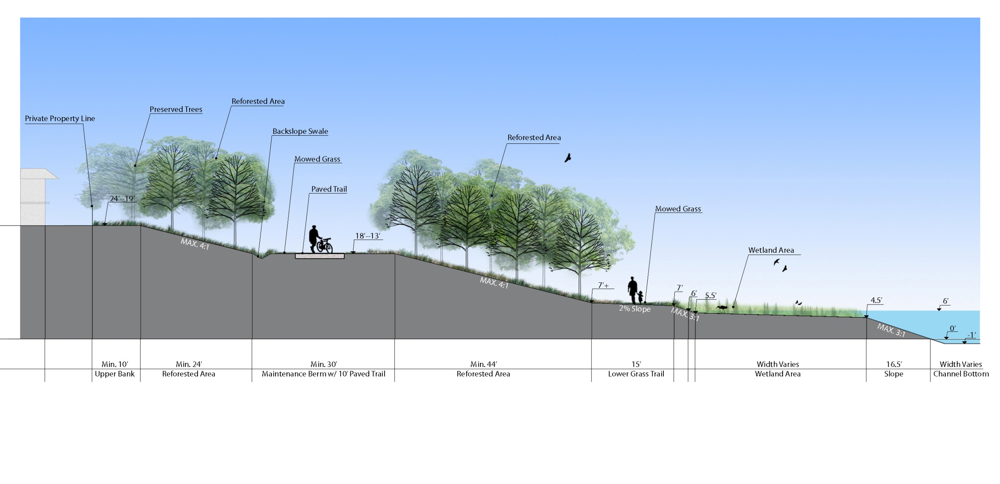 Reforested Area
Preserved Trees
Private Property Line
Backslope Swale
Reforested Area
Mowed Grass
Paved Trail
24'--19'
Mowed Grass
18'--13'
MAX. 4:1
Wetland Area
MAX. 4:1
7'+
7'
6'
5.5'
4.5'
6'
2% Slope
MAX. 3:1
MAX. 3:1
0'
-1'
Min. 10'
Upper Bank
Min. 24'
Reforested Area
Min. 30'
Maintenance Berm w/ 10' Paved Trail
Min. 44'
Reforested Area
15'
Lower Grass Trail
Width Varies
Wetland Area
16.5'
Slope
Width Varies
Channel Bottom